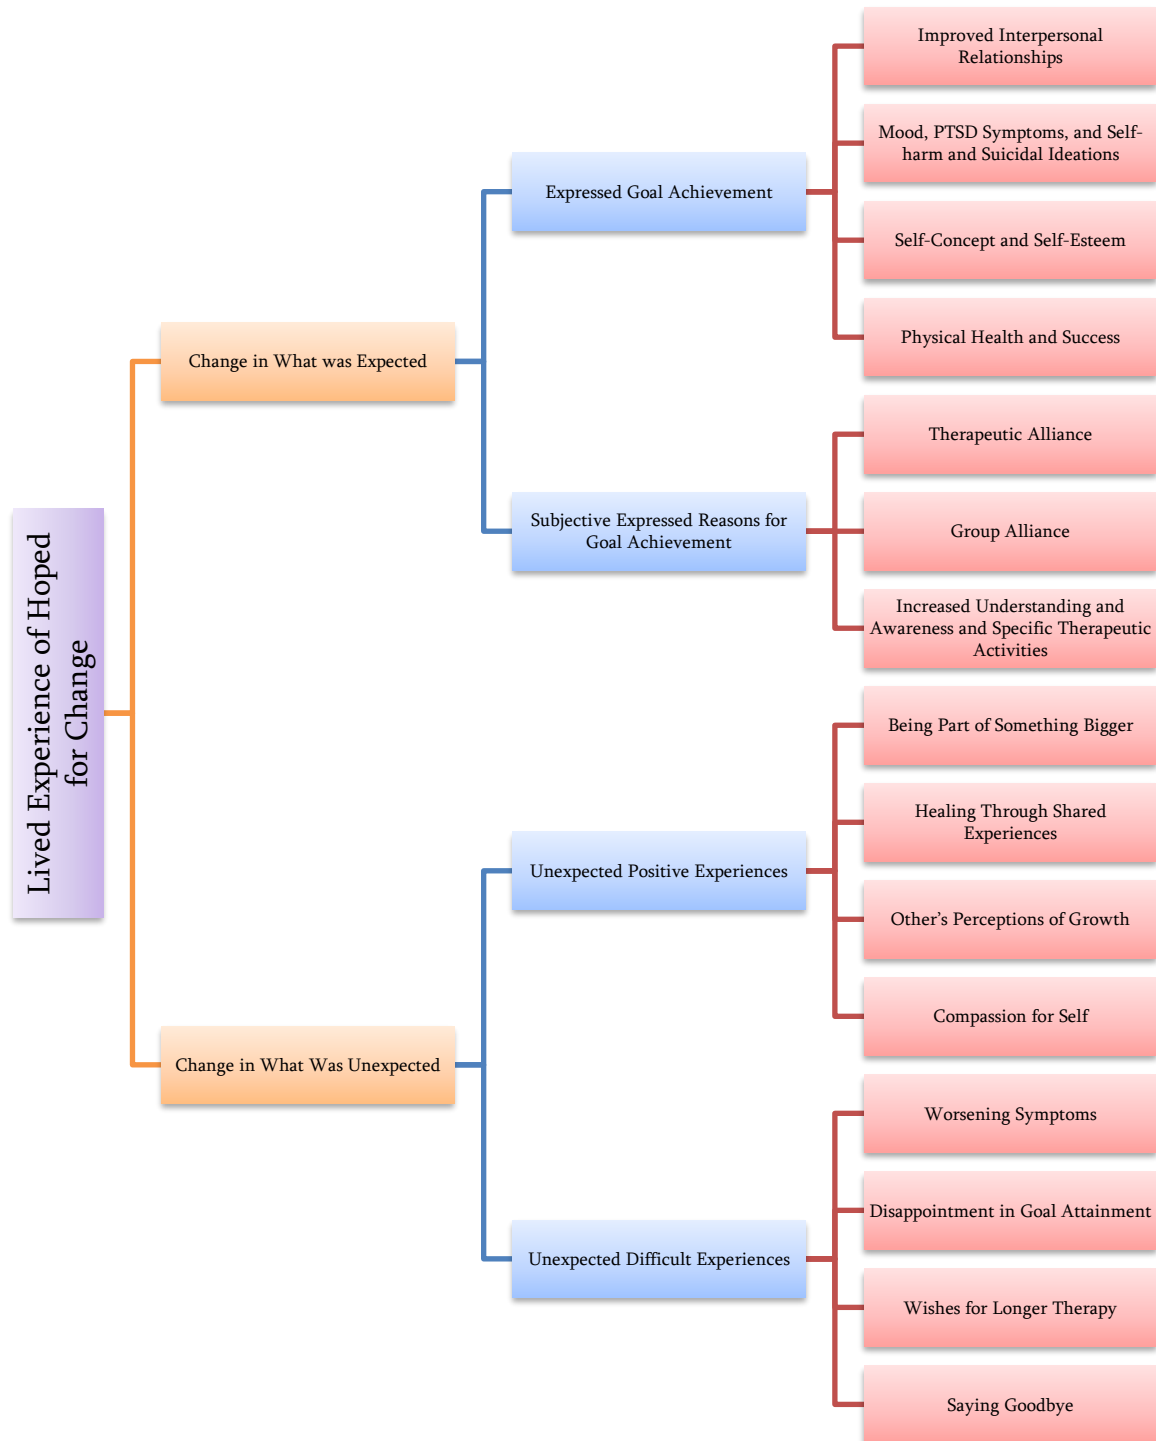 Lived Experience of Hoped
for Change
Change in What was Expected
Expressed Goal Achievement
Improved Interpersonal
Relationships
Mood, PTSD Symptoms, and Self-
harm and Suicidal Ideations
Self-Concept and Self-Esteem
Physical Health and Success
Subjective Expressed Reasons for
Goal Achievement
Therapeutic Alliance
Group Alliance
Increased Understanding and
Awareness and Specific Therapeutic
Activities
Change in What Was Unexpected
Unexpected Positive Experiences
Being Part of Something Bigger
Healing Through Shared
Experiences
Other’s Perceptions of Growth
Compassion for Self
Unexpected Difficult Experiences
Worsening Symptoms
Disappointment in Goal Attainment
Wishes for Longer Therapy
Saying Goodbye